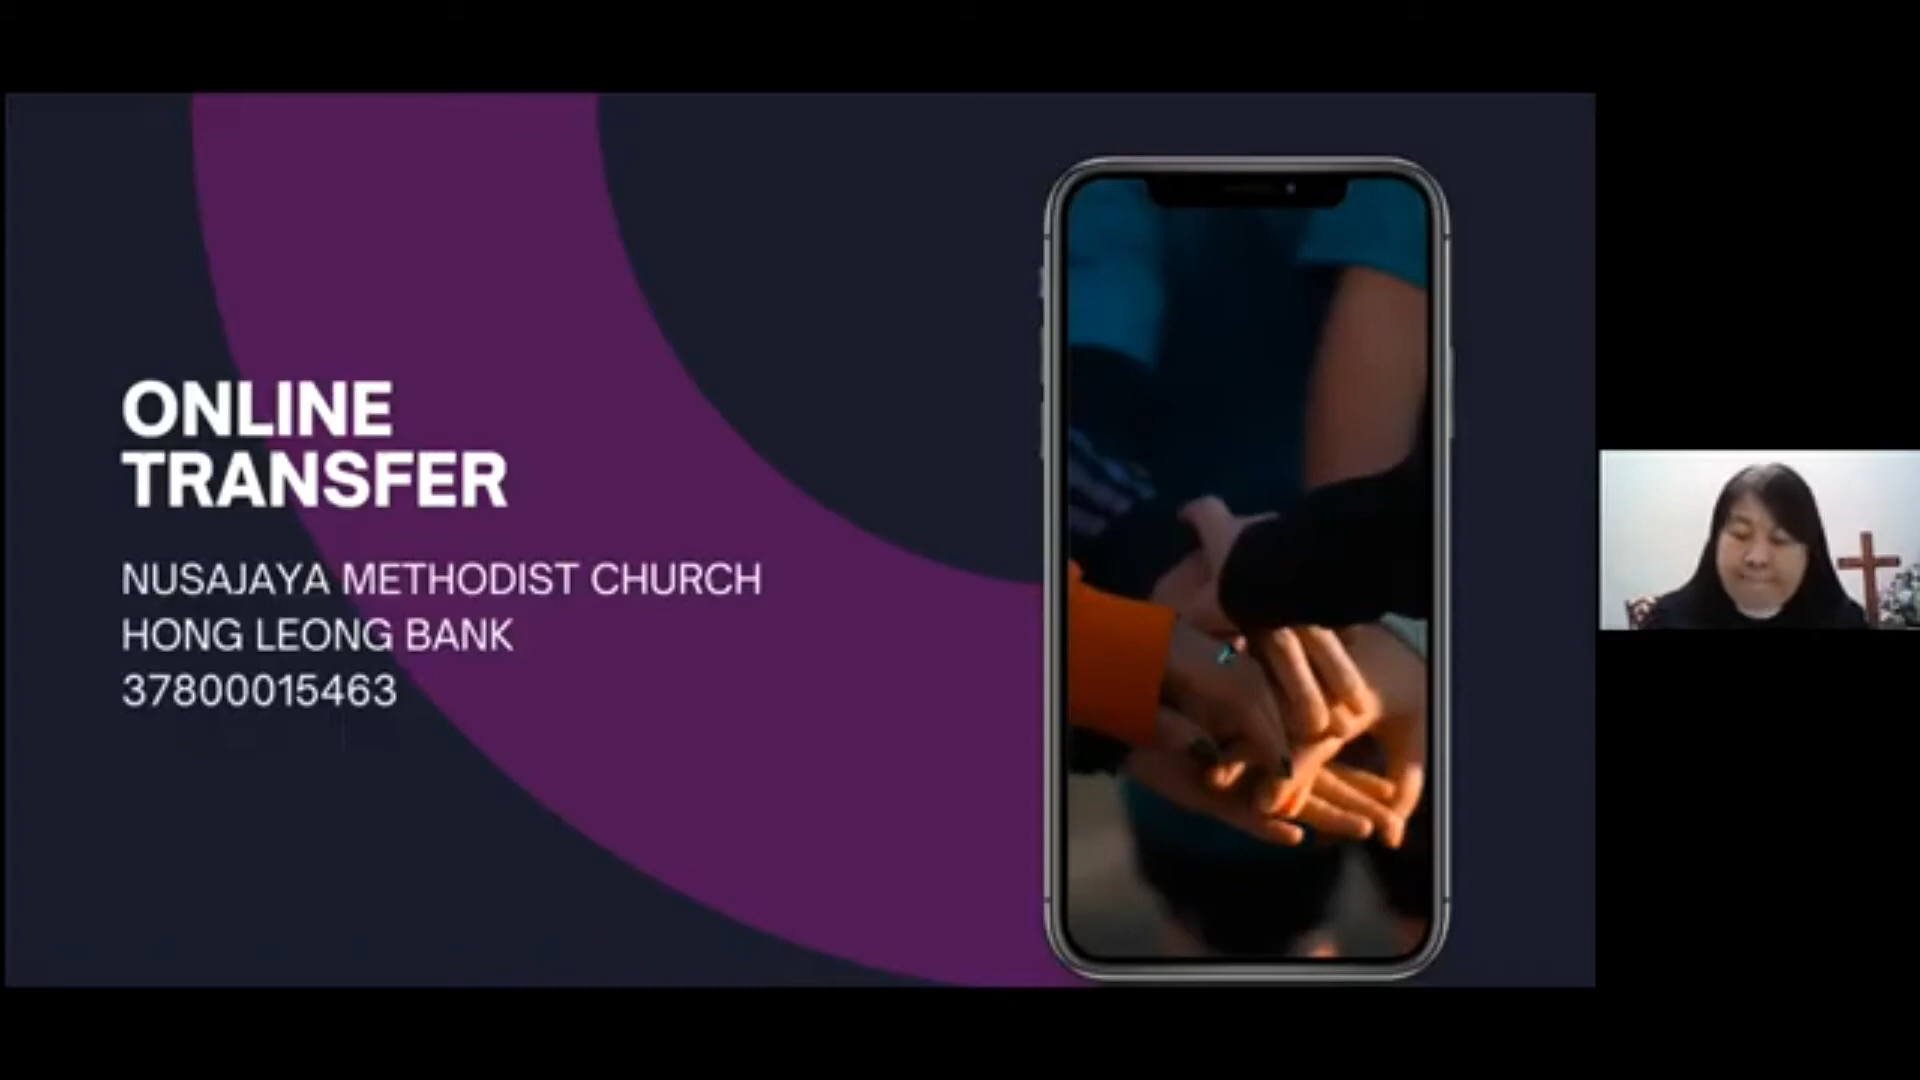 ONLINE
TRANSFER
NUSAJAYA METHODIST CHURCH
HONG LEONG BANK
37800015463